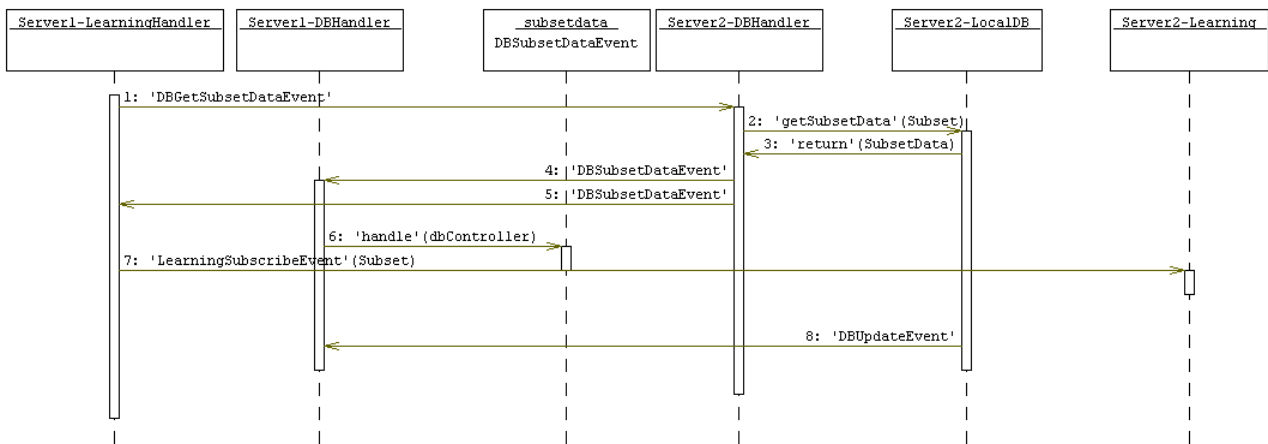 Server1-LearningHandler
Server1-DBHandler
subsetdata
DBSubsetDataEvent
Server2-DBHandler
Server2-LocalDB
Server2-Learning
1: 'DBGetSubsetDataEvent'
2: 'getSubsetData'(Subset)
3: 'return'(SubsetData)
4: 'DBSubsetDataEvent'
5: 'DBSubsetDataEvent'
6: 'handle'(dbController)
7: 'LearningSubscribeEvent'(Subset)
8: 'DBUpdateEvent'